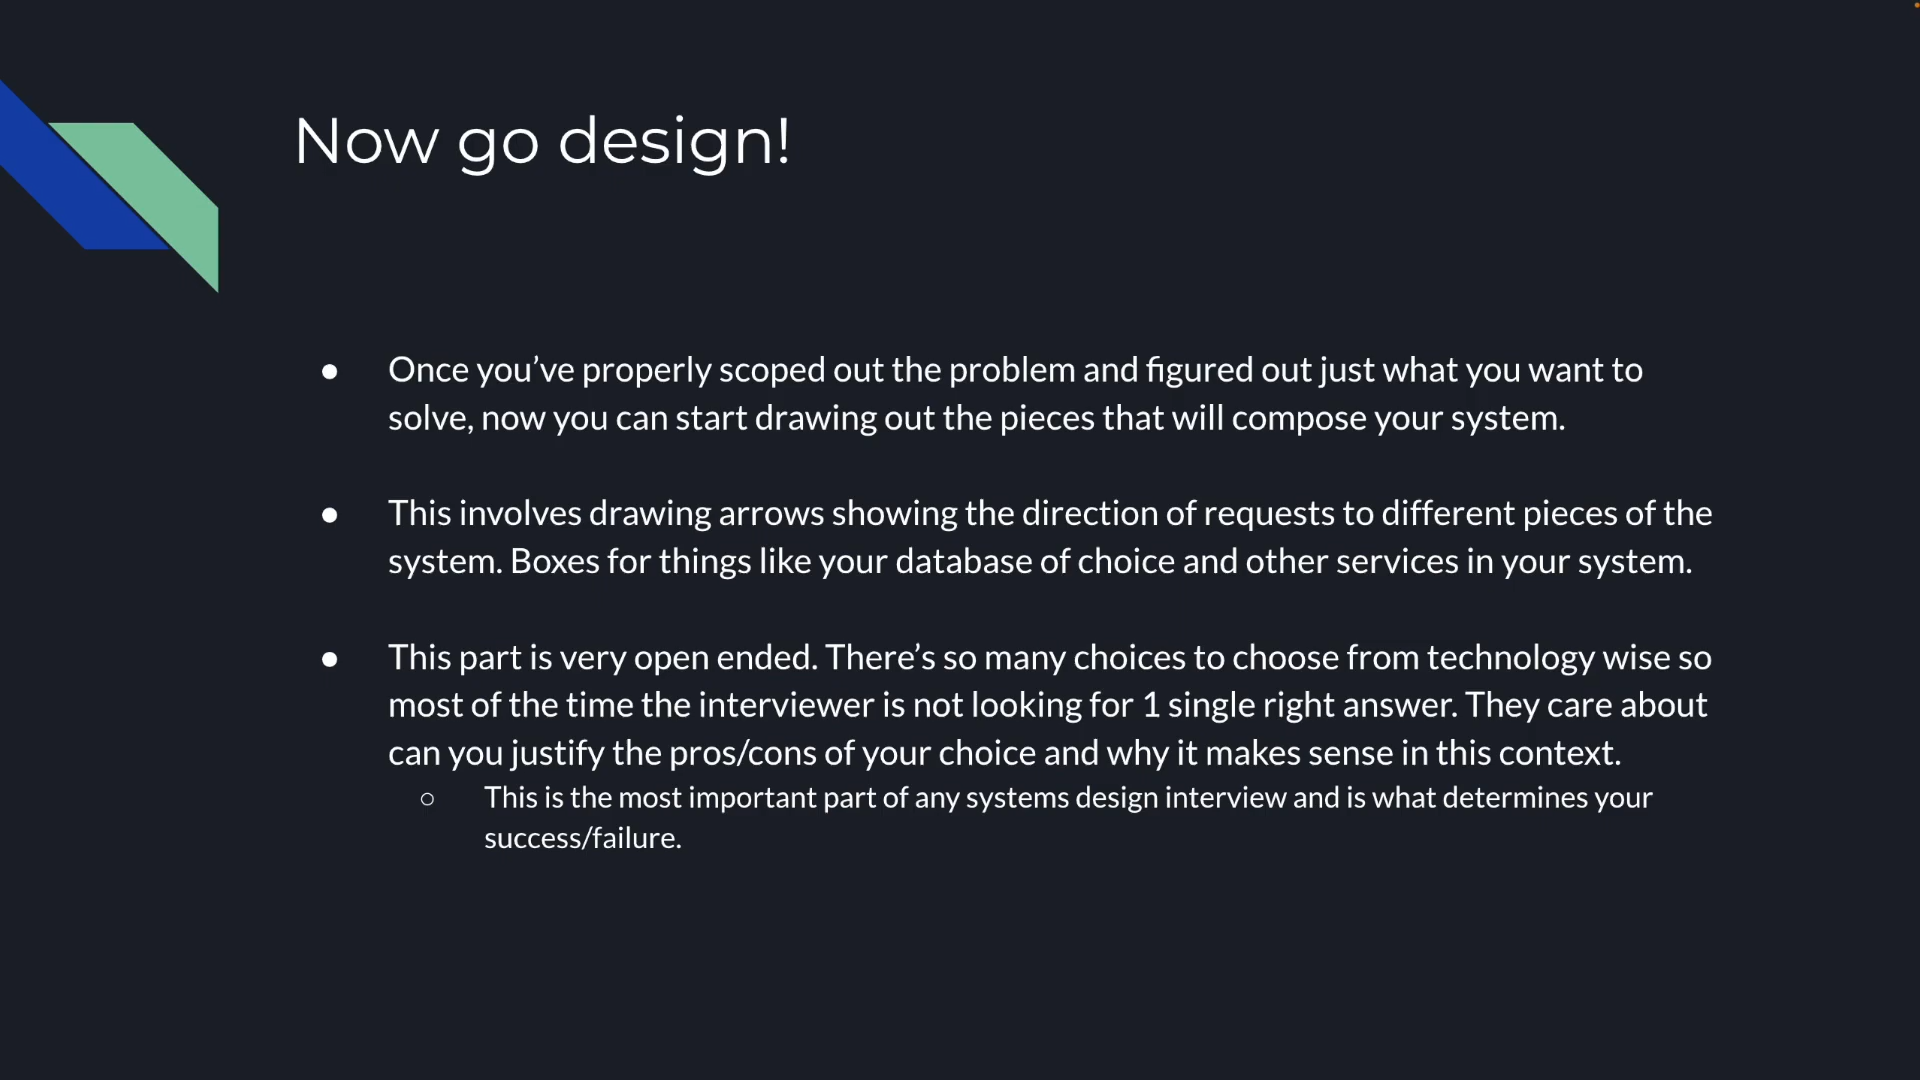 Now go design!
● Once you’ve properly scoped out the problem and figured out just what you want to
solve, now you can start drawing out the pieces that will compose your system.
● This involves drawing arrows showing the direction of requests to different pieces of the
system. Boxes for things like your database of choice and other services in your system.
● This part is very open ended. There’s so many choices to choose from technology wise so
most of the time the interviewer is not looking for 1 single right answer. They care about
can you justify the pros/cons of your choice and why it makes sense in this context.
○ This is the most important part of any systems design interview and is what determines your
success/failure.